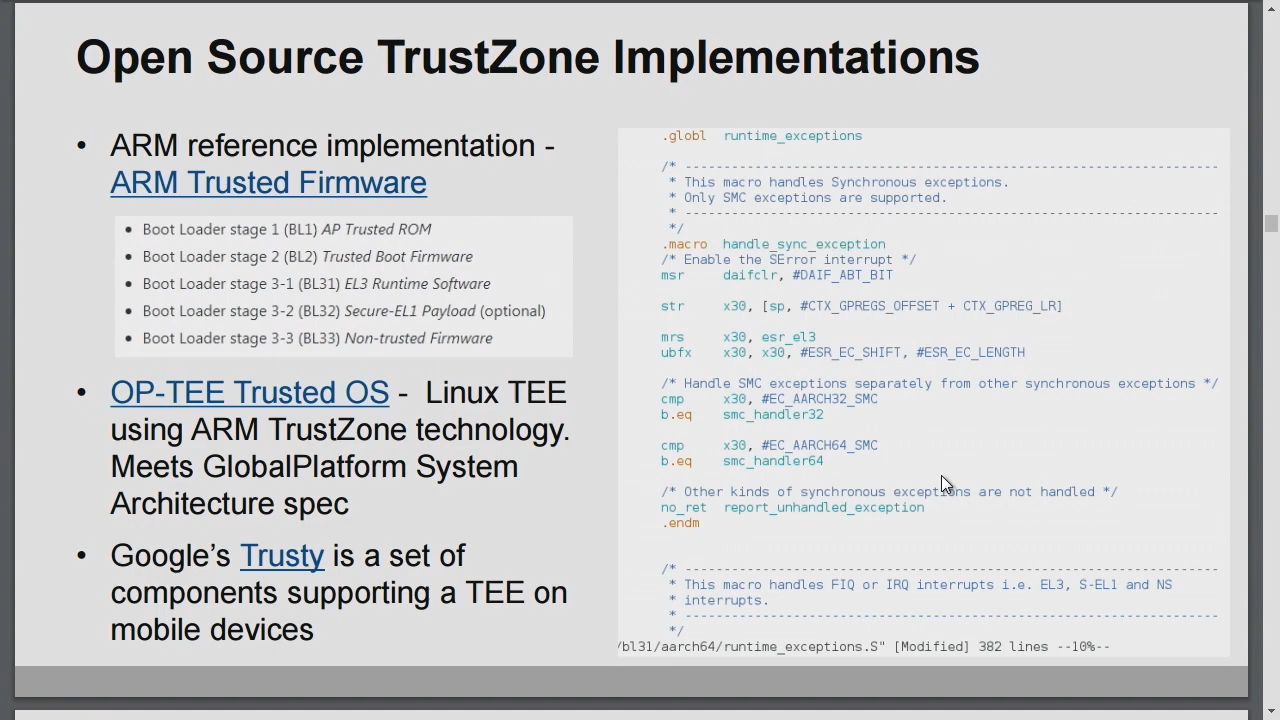 Open Source TrustZone Implementations
• ARM reference implementation -
ARM Trusted Firmware
• Boot Loader stage 1 (BL1) AP Trusted ROM
• Boot Loader stage 2 (BL2) Trusted Boot Firmware
• Boot Loader stage 3-1 (BL31) EL3 Runtime Software
• Boot Loader stage 3-2 (BL32) Secure-EL1 Payload (optional)
• Boot Loader stage 3-3 (BL33) Non-trusted Firmware
• OP-TEE Trusted OS - Linux TEE
using ARM TrustZone technology.
Meets GlobalPlatform System
Architecture spec
• Google's Trusty is a set of
components supporting a TEE on
mobile devices
.globl runtime_exceptions
/* ---------------------------------------------------------------------
* This macro handles Synchronous exceptions.
* Only SMC exceptions are supported.
* ---------------------------------------------------------------------
*/
.macro handle_sync_exception
/* Enable the SError interrupt */
msr daifclr, #DAIF_ABT_BIT
str x30, [sp, #CTX_GPREGS_OFFSET + CTX_GPREG_LR]
mrs x30, esr_el3
ubfx x30, x30, #ESR_EC_SHIFT, #ESR_EC_LENGTH
/* Handle SMC exceptions separately from other synchronous exceptions */
cmp x30, #EC_AARCH32_SMC
b.eq smc_handler32
cmp x30, #EC_AARCH64_SMC
b.eq smc_handler64
/* Other kinds of synchronous exceptions are not handled */
no_ret report_unhandled_exception
.endm
/* ---------------------------------------------------------------------
* This macro handles FIQ or IRQ interrupts i.e. EL3, S-EL1 and NS
* interrupts.
* ---------------------------------------------------------------------
*/
/bl31/aarch64/runtime_exceptions.S" [Modified] 382 lines --10%--